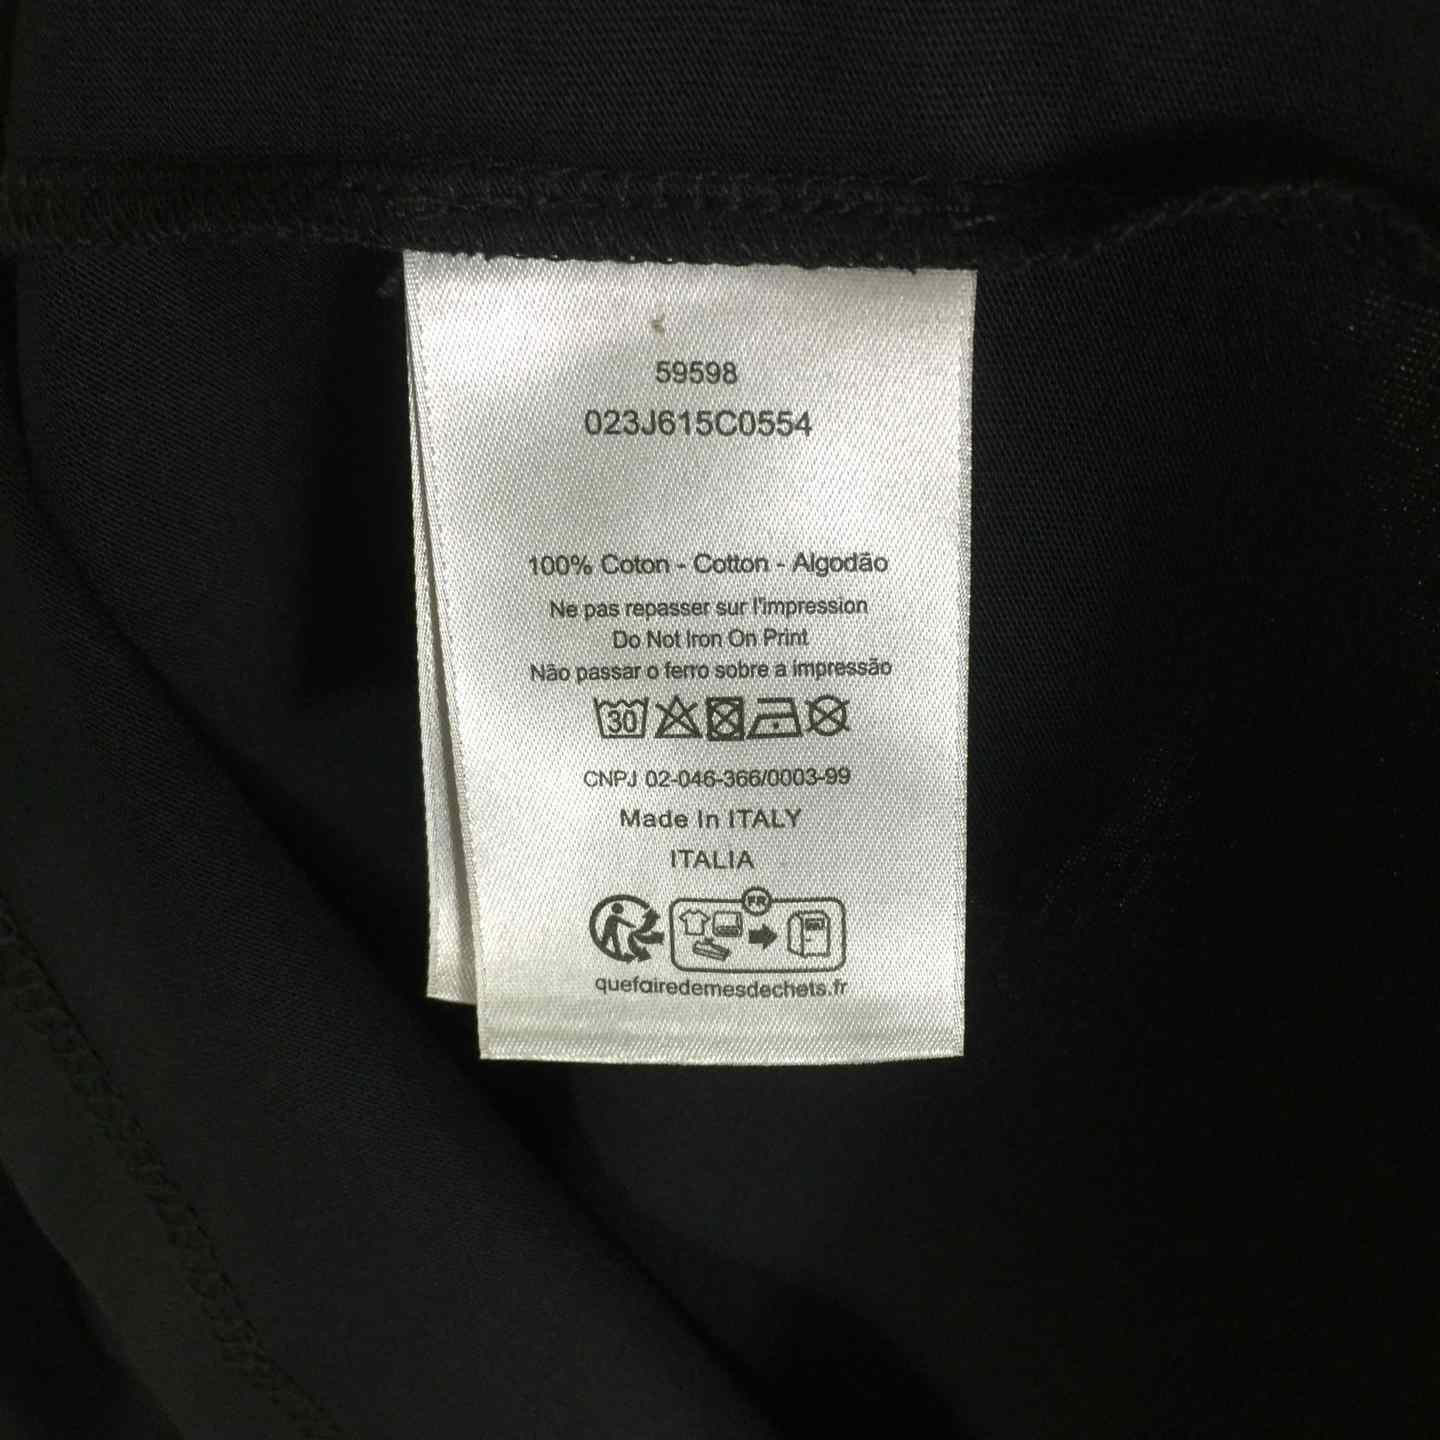 59598
023J615C0554
100% Coton - Cotton - Algodão
Ne pas repasser sur l'impression
Do Not Iron On Print
Não passar o ferro sobre a impressão
30
CNPJ 02-046-366/0003-99
Made In ITALY
ITALIA
FR
quefairedemesdechets.fr